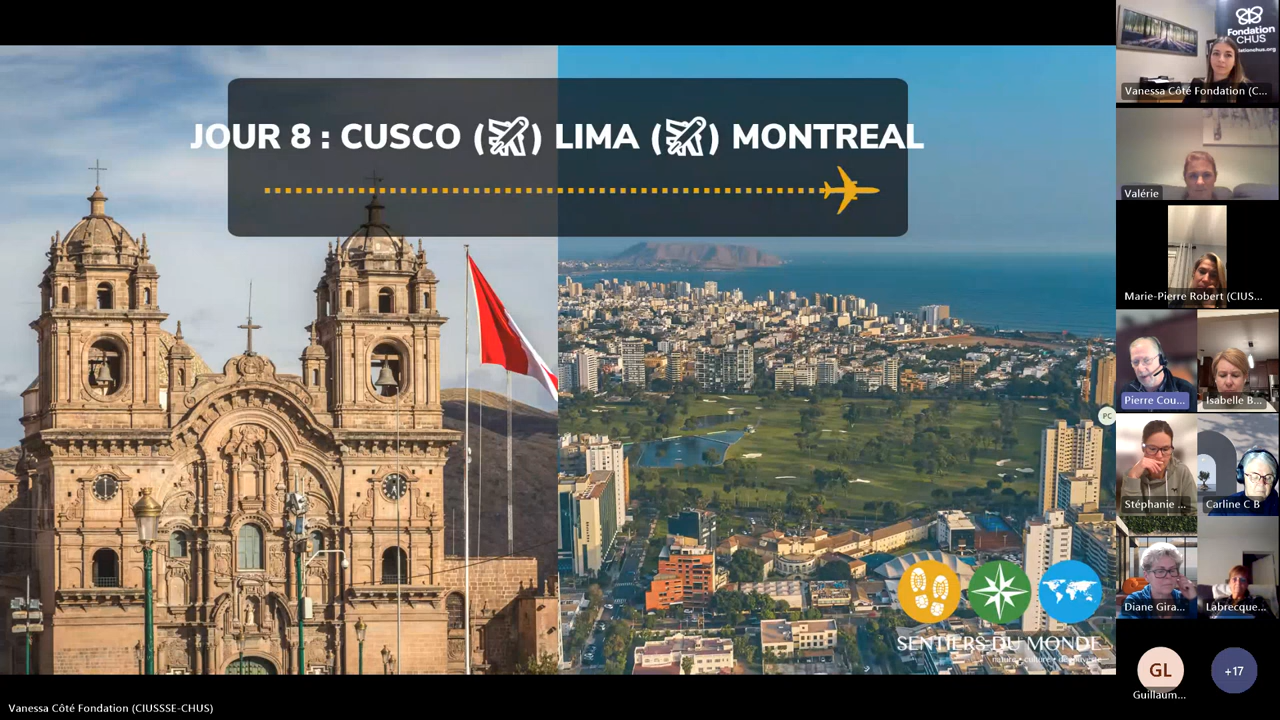 JOUR 8 : CUSCO () LIMA () MONTREAL
SENTIERS DU MONDE
PC
Fondation
CHUS
Vanessa Côté Fondation (C...
Valérie
Marie-Pierre Robert (CIUS...
Pierre Cou...
Isabelle B...
Stéphanie ...
Carline C B
Diane Gira...
Labrecque...
GL
+17
Guillaum...
Vanessa Côté Fondation (CIUSSSE-CHUS)